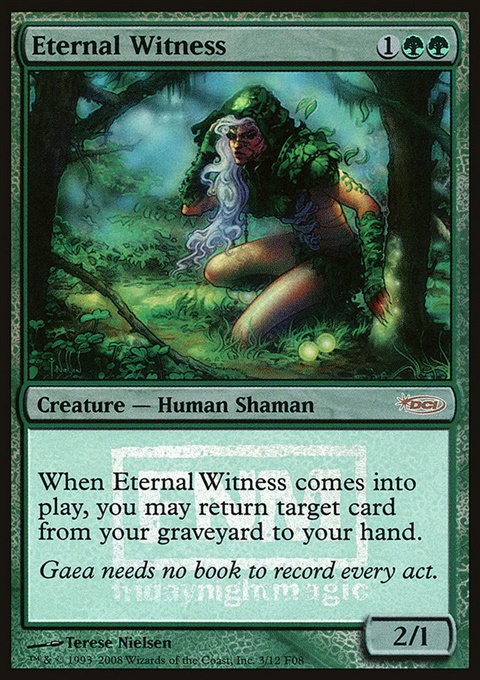 Eternal Witness 1
Creature — Human Shaman DCI
FNM
When Eternal Witness comes into
play, you may return target card
from your graveyard to your hand.
Gaea needs no book to record every act.
fridaynightmagic
Terese Nielsen
2/1
™ & © 1993–2008 Wizards of the Coast, Inc. 3/12 F08